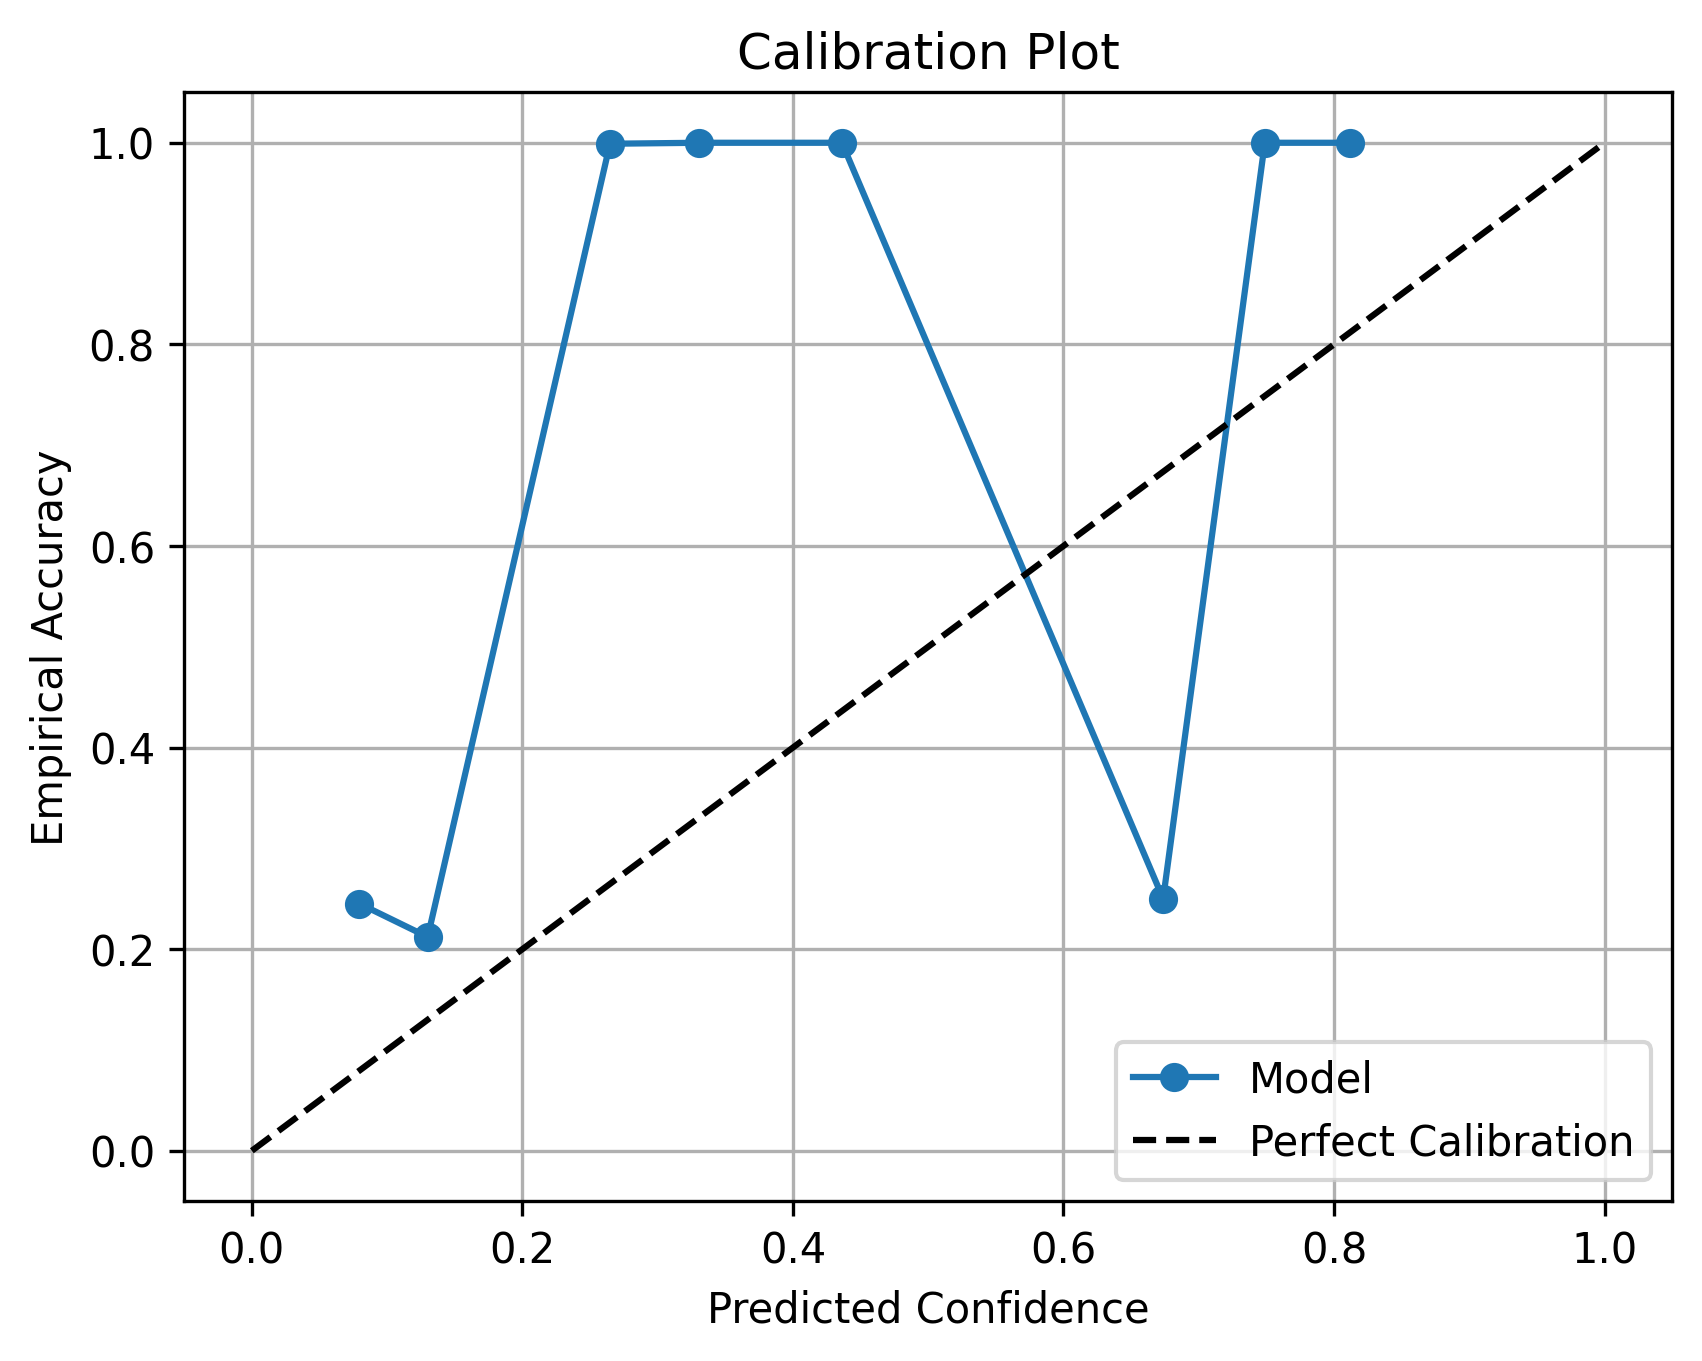 Calibration Plot
1.0
0.8
0.6
0.4
0.2
0.0
Empirical Accuracy
Model
Perfect Calibration
0.0 0.2 0.4 0.6 0.8 1.0
Predicted Confidence